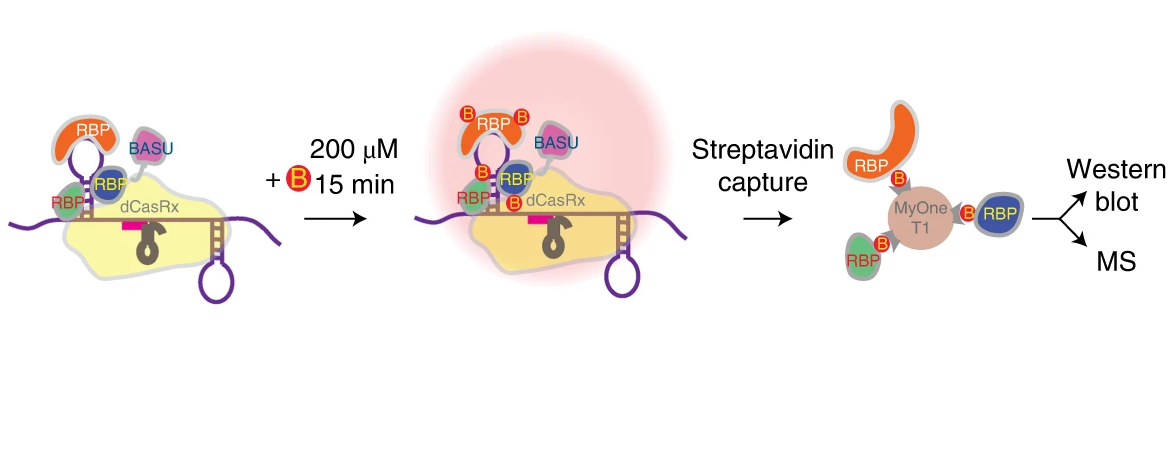 RBP
BASU
RBP
RBP
dCasRx
+ B
200 µM
15 min
B
B
RBP
BASU
B
RBP
RBP
B
dCasRx
Streptavidin
capture
RBP
B
MyOne
T1
B
RBP
B
RBP
Western
blot
MS